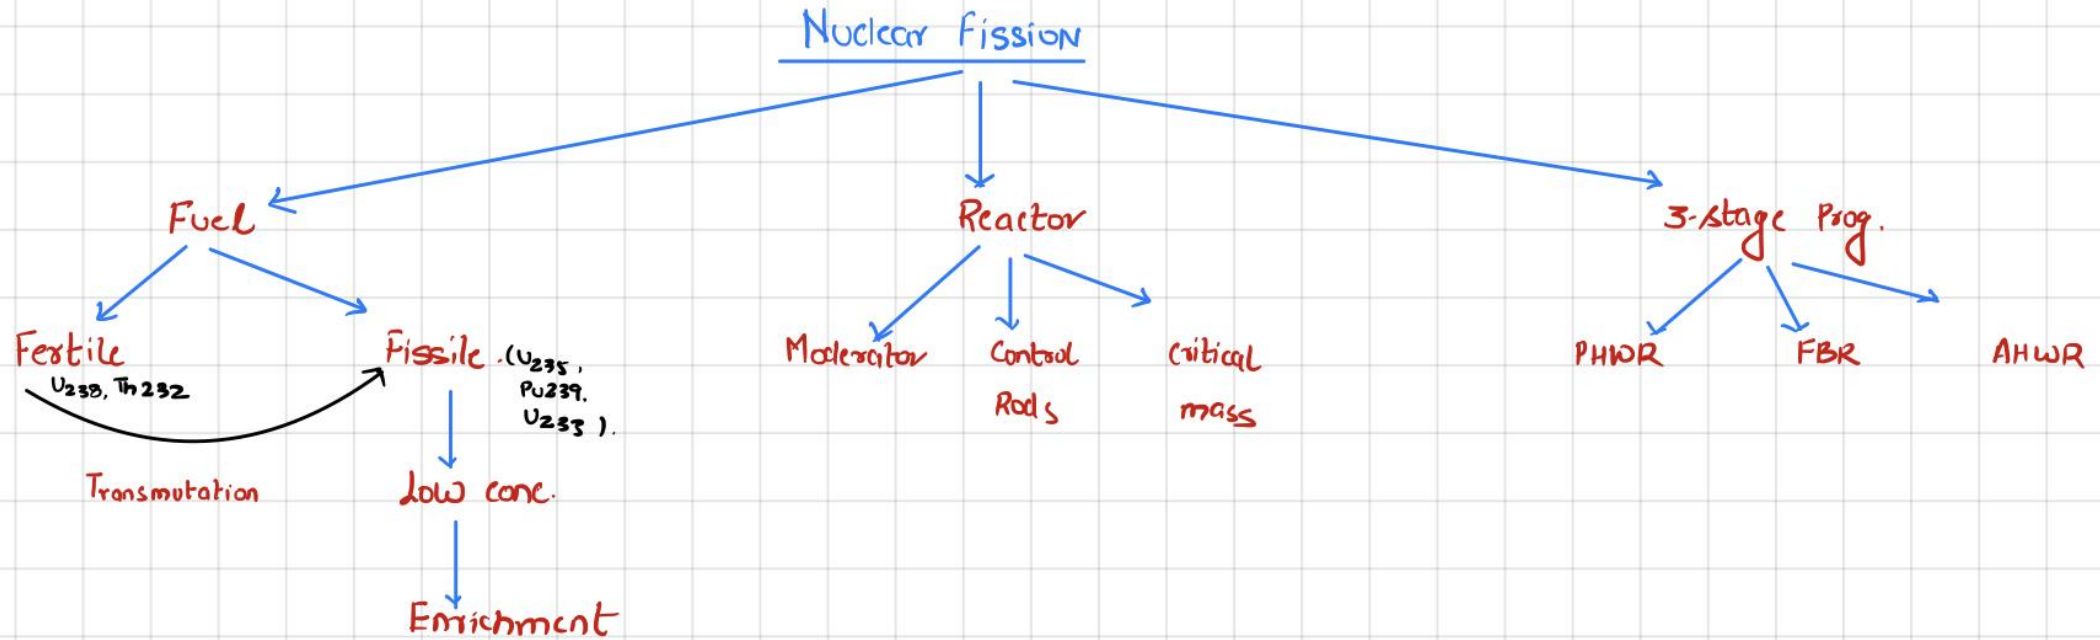 Nuclear Fission
Fuel
Reactor
3-stage Prog.
Fertile
U238, Th232
Fissile (U235,
Pu239,
U233).
Transmutation
Low conc.
Enrichment
Moderator
Control
Rods
Critical
mass
PHWR
FBR
AHWR